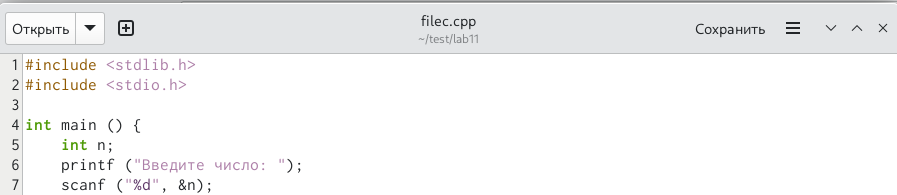 Открыть
filec.cpp
~/test/lab11
Сохранить
1 #include <stdlib.h>
2 #include <stdio.h>
3
4 int main () {
5     int n;
6     printf ("Введите число: ");
7     scanf ("%d", &n);